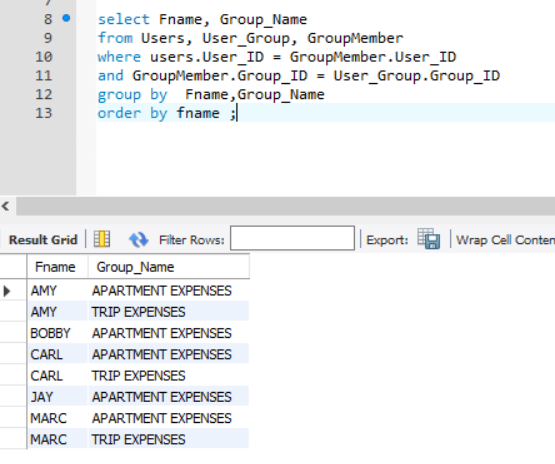 7
8 select Fname, Group_Name
9 from Users, User_Group, GroupMember
10 where users.User_ID = GroupMember.User_ID
11 and GroupMember.Group_ID = User_Group.Group_ID
12 group by  Fname,Group_Name
13 order by fname ;
Result Grid Filter Rows: Export: Wrap Cell Conten
Fname Group_Name
AMY APARTMENT EXPENSES
AMY TRIP EXPENSES
BOBBY APARTMENT EXPENSES
CARL APARTMENT EXPENSES
CARL TRIP EXPENSES
JAY APARTMENT EXPENSES
MARC APARTMENT EXPENSES
MARC TRIP EXPENSES